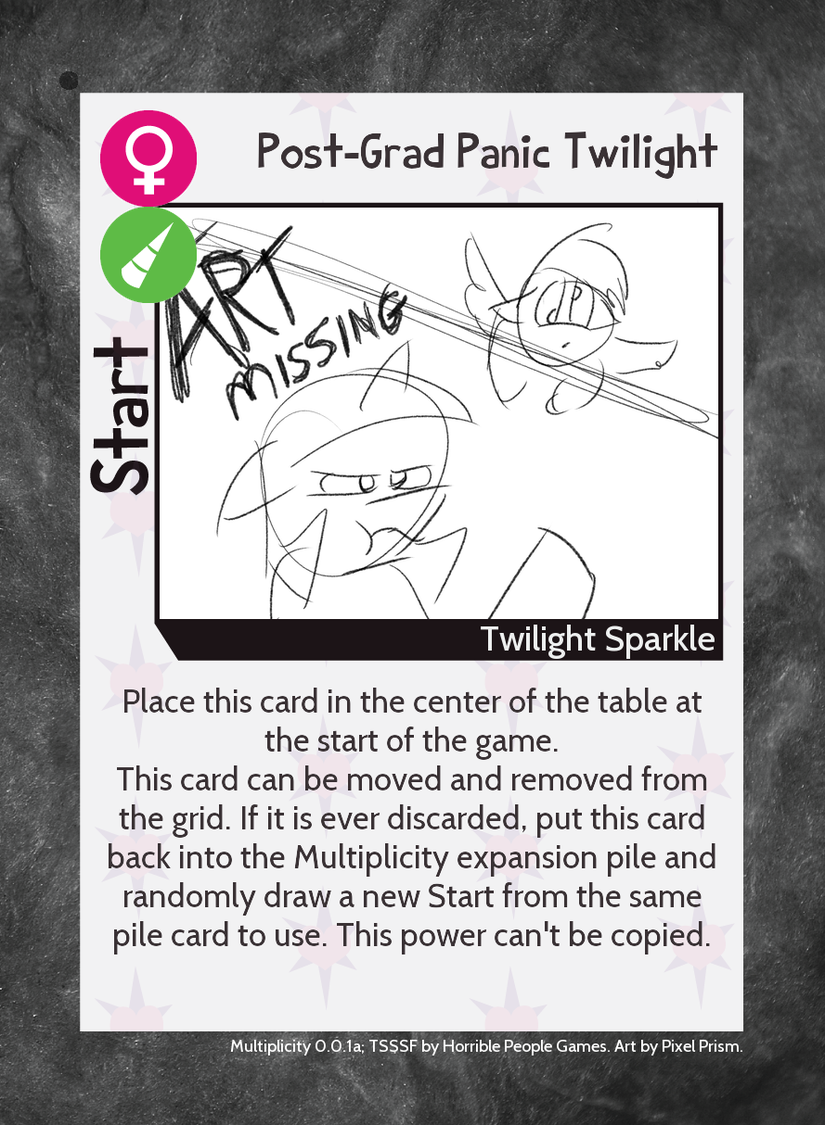 Post-Grad Panic Twilight
ART
MISSING
Start
Twilight Sparkle
Place this card in the center of the table at
the start of the game.
This card can be moved and removed from
the grid. If it is ever discarded, put this card
back into the Multiplicity expansion pile and
randomly draw a new Start from the same
pile card to use. This power can't be copied.
Multiplicity 0.0.1a; TSSSF by Horrible People Games. Art by Pixel Prism.